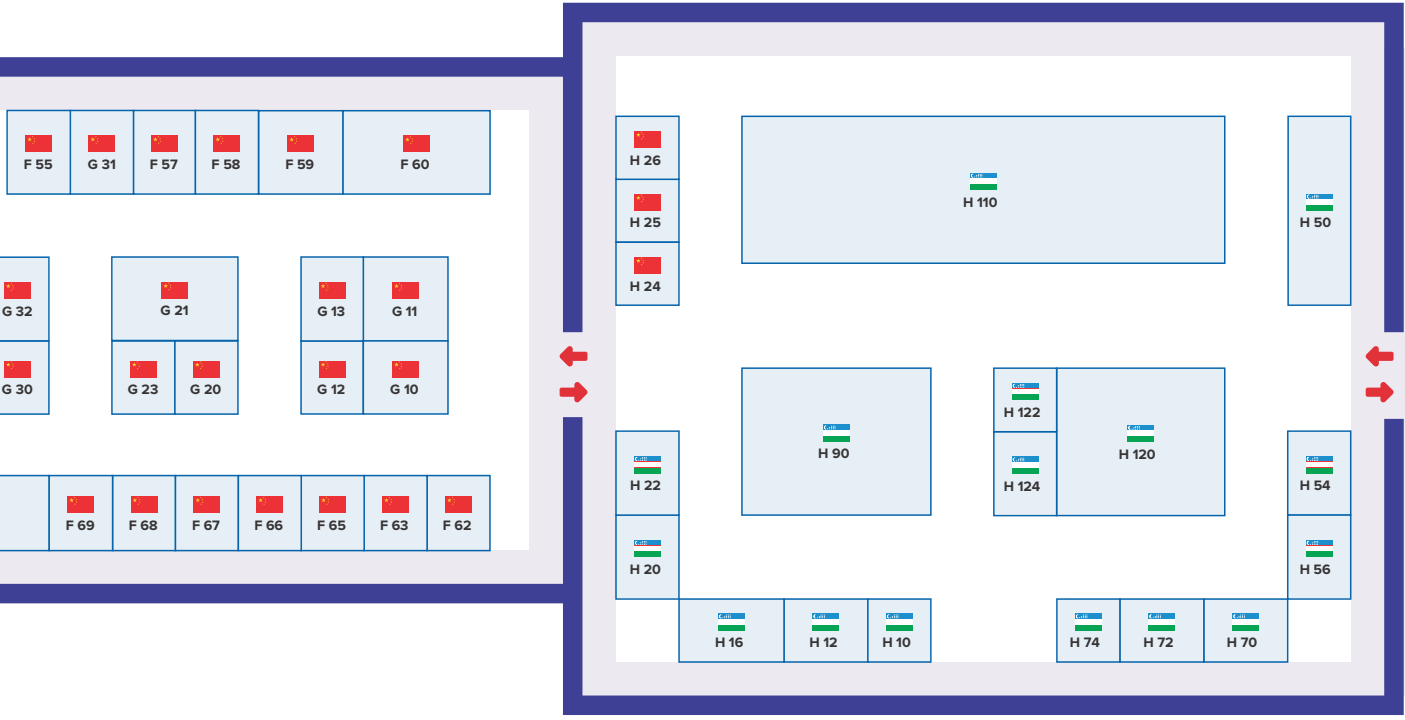 F 55
G 31
F 57
F 58
F 59
F 60
G 32
G 21
G 13
G 11
G 30
G 23
G 20
G 12
G 10
F 69
F 68
F 67
F 66
F 65
F 63
F 62
H 26
H 25
H 24
H 110
H 50
H 90
H 122
H 124
H 120
H 22
H 20
H 54
H 56
H 16
H 12
H 10
H 74
H 72
H 70